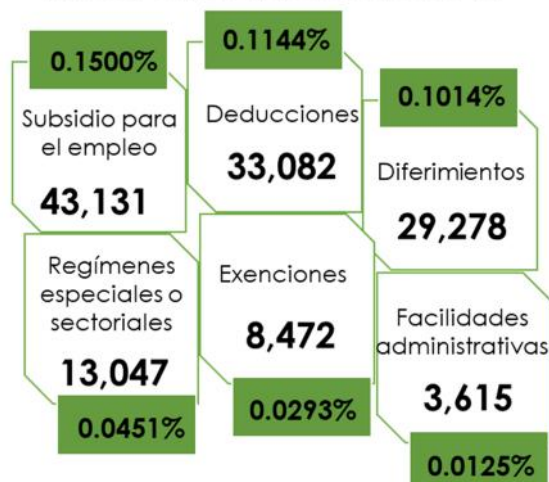 0.1500%
Subsidio para
el empleo
43,131
0.1144%
Deducciones
33,082
0.1014%
Diferimientos
29,278
Regímenes
especiales o
sectoriales
13,047
0.0451%
Exenciones
8,472
0.0293%
Facilidades
administrativas
3,615
0.0125%